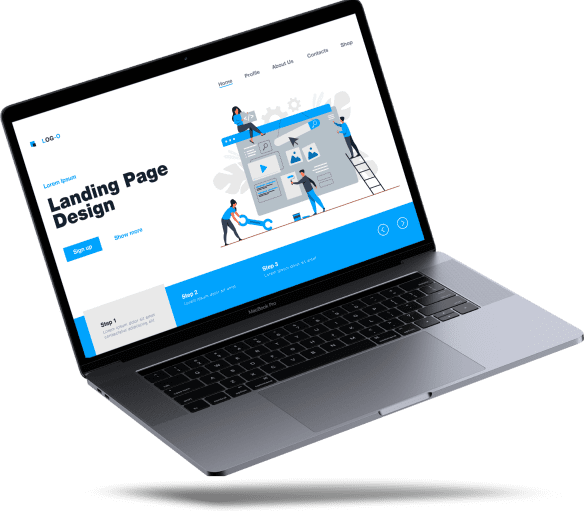 Home
Profile
About Us
Contacts
Shop
LOG-O
Lorem ipsum
Landing Page
Design
Sign up
Show more
Step 1
Lorem ipsum dolor sit amet
consectetur adipiscing elit
Step 2
Lorem ipsum dolor sit amet
Step 3
Lorem ipsum dolor sit amet
MacBook Pro